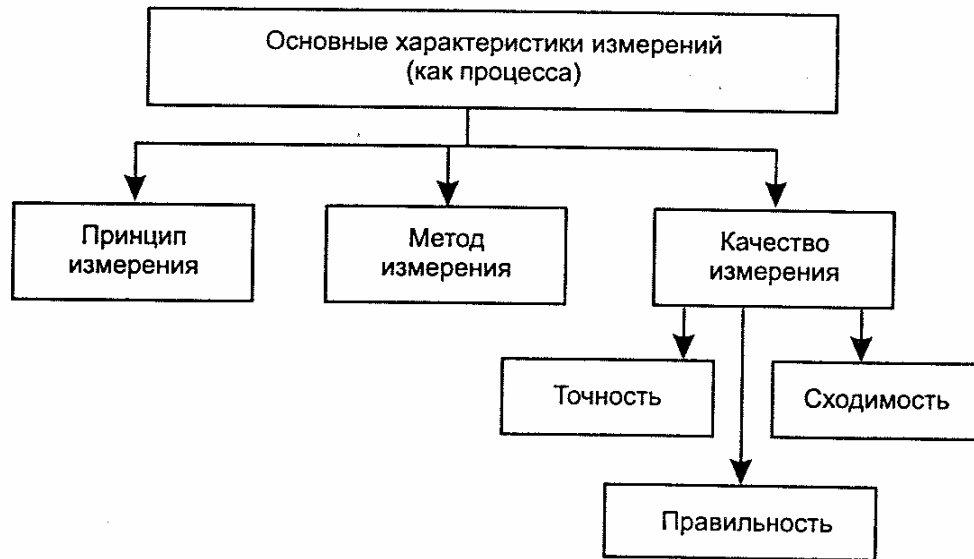 Основные характеристики измерений
(как процесса)
Принцип
измерения
Метод
измерения
Качество
измерения
Точность
Сходимость
Правильность